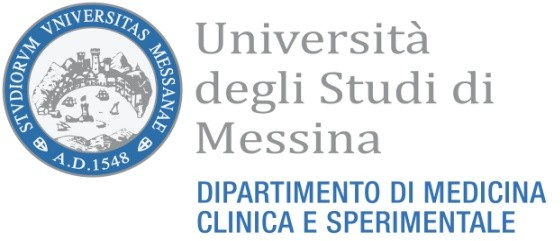 STVDIORVM VNIVERSITAS MESSANAE
A.D.1548
Università
degli Studi di
Messina
DIPARTIMENTO DI MEDICINA
CLINICA E SPERIMENTALE